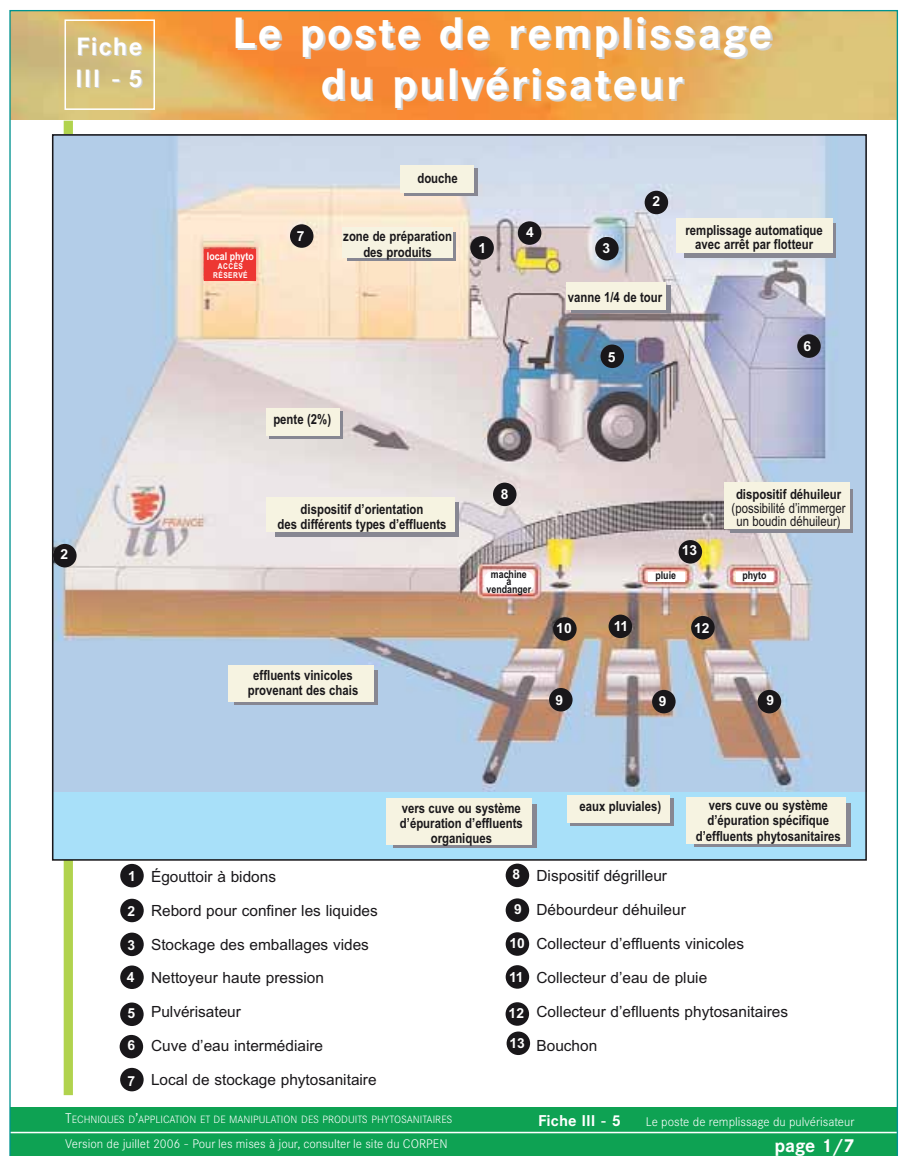 Fiche
III - 5
Le poste de remplissage
du pulvérisateur
douche
2
7
zone de préparation
des produits
1
4
3
remplissage automatique
avec arrêt par flotteur
local phyto
ACCÈS
RÉSERVÉ
vanne 1/4 de tour
5
6
pente (2%)
8
dispositif d'orientation
des différents types d'effluents
dispositif déhuileur
(possibilité d'immerger
un boudin déhuileur)
itv
FRANCE
2
13
machine
à
vendanger
pluie
phyto
10
11
12
effluents vinicoles
provenant des chais
9
9
9
vers cuve ou système
d'épuration d'effluents
organiques
eaux pluviales)
vers cuve ou système
d'épuration spécifique
d'effluents phytosanitaires
1 Égouttoir à bidons
2 Rebord pour confiner les liquides
3 Stockage des emballages vides
4 Nettoyeur haute pression
5 Pulvérisateur
6 Cuve d'eau intermédiaire
7 Local de stockage phytosanitaire
8 Dispositif dégrilleur
9 Débourdeur déhuileur
10 Collecteur d'effluents vinicoles
11 Collecteur d'eau de pluie
12 Collecteur d'eflluents phytosanitaires
13 Bouchon
TECHNIQUES D'APPLICATION ET DE MANIPULATION DES PRODUITS PHYTOSANITAIRES
Fiche III - 5 Le poste de remplissage du pulvérisateur
Version de juillet 2006 - Pour les mises à jour, consulter le site du CORPEN
page 1/7